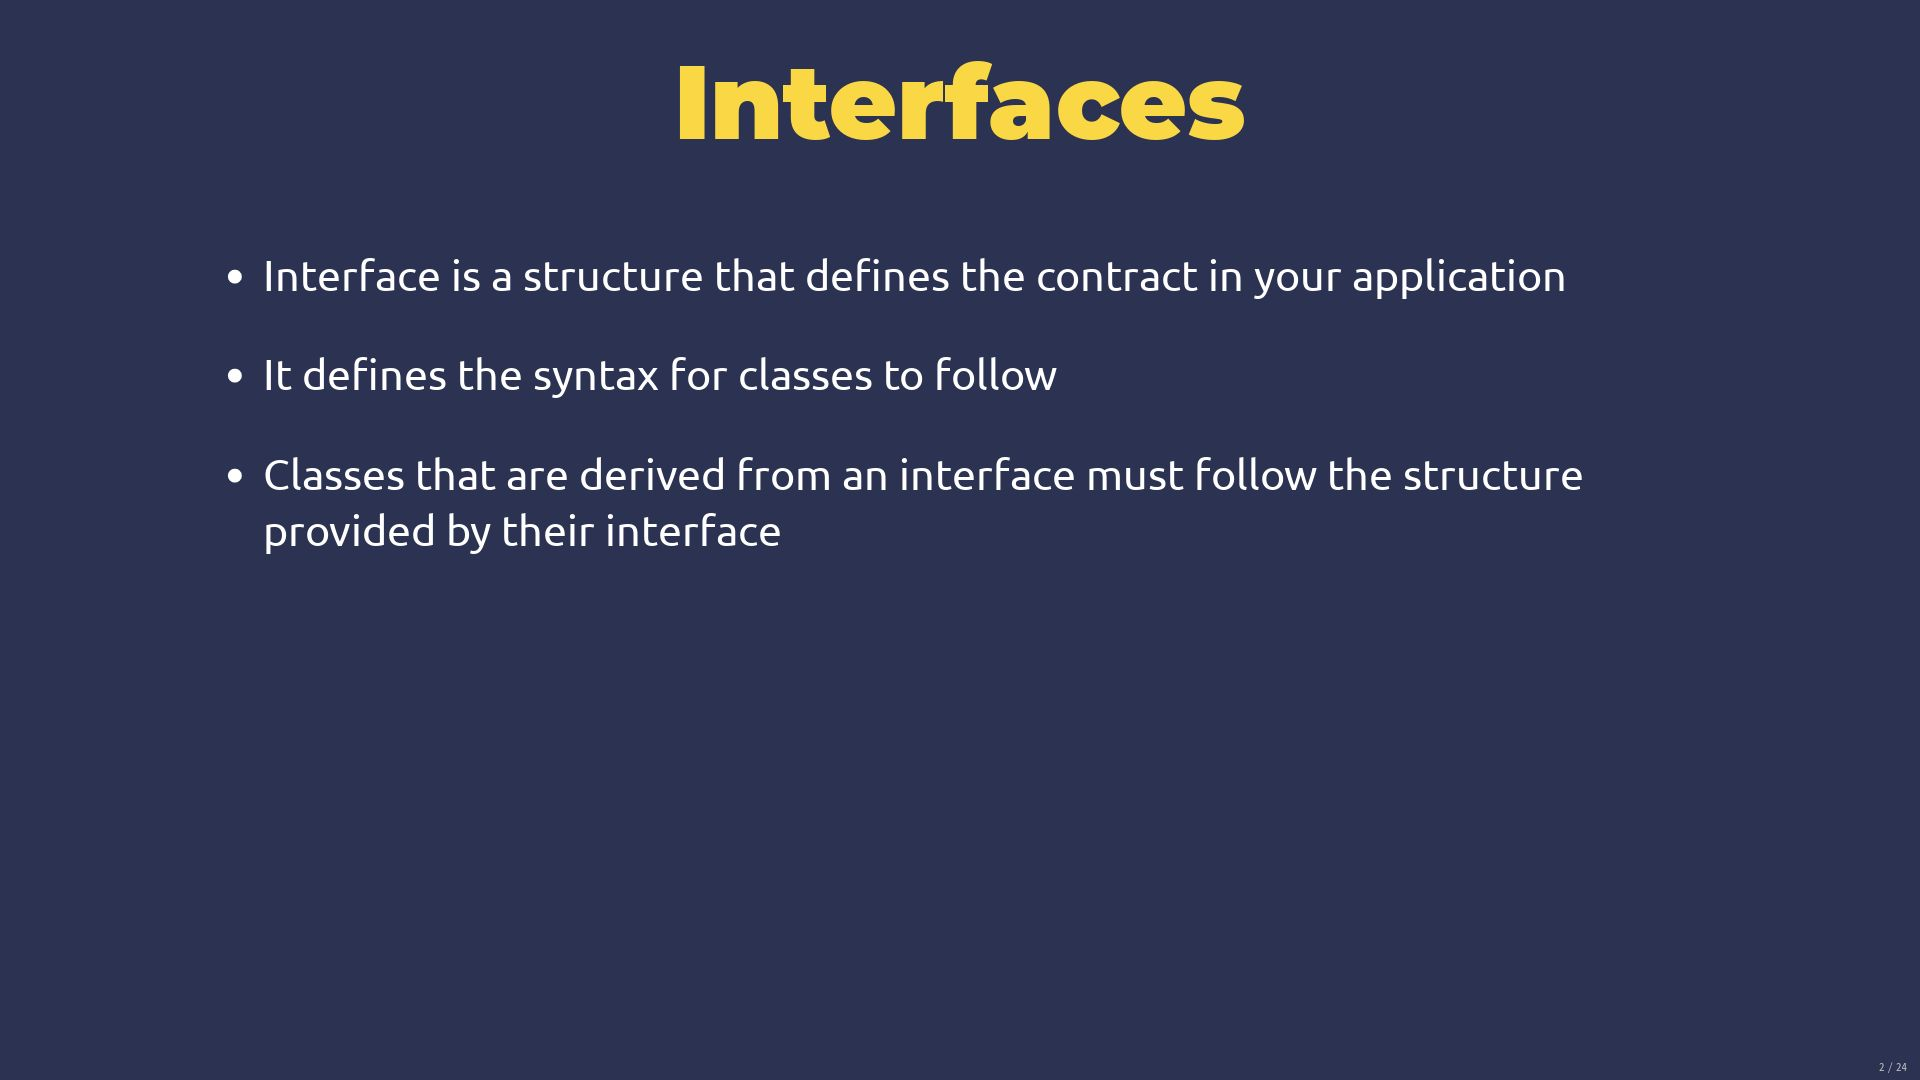 Interfaces
• Interface is a structure that defines the contract in your application
• It defines the syntax for classes to follow
• Classes that are derived from an interface must follow the structure
provided by their interface
2 / 24